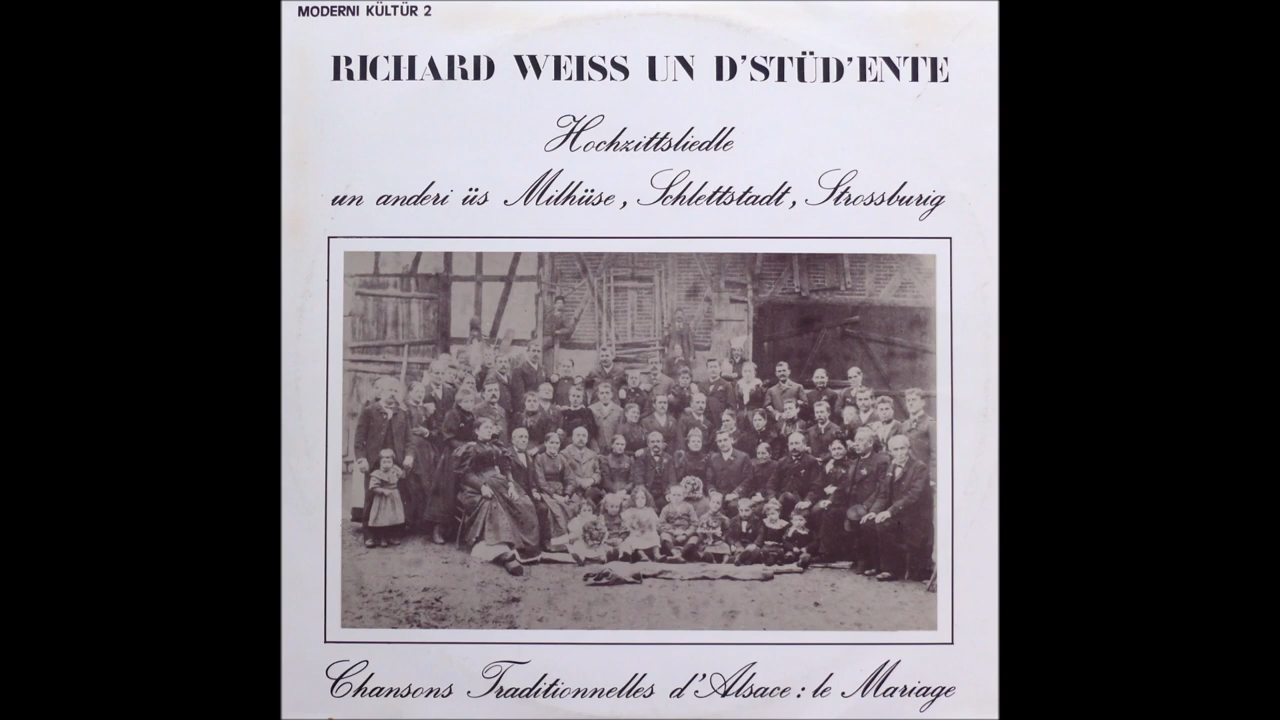 MODERNI KÜLTÜR 2
RICHARD WEISS UN D'STÜD'ENTE
Hochzittsliedle
un anderi üs Milhüse, Schlettstadt, Strossburig
Chansons Traditionnelles d'Alsace: le Mariage